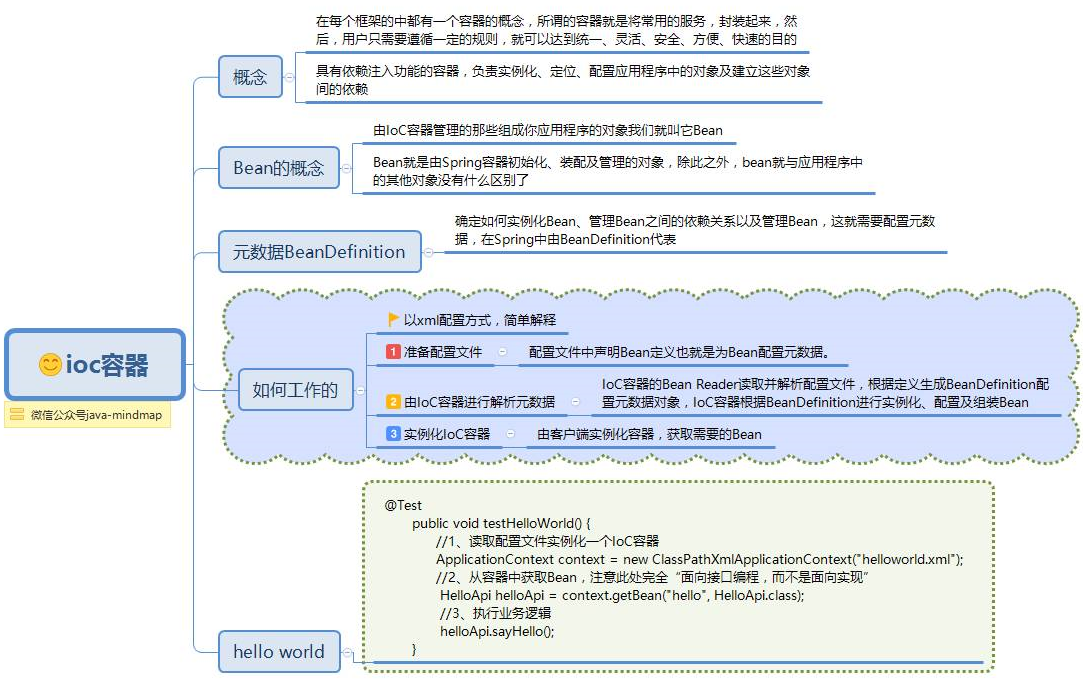 在每个框架的中都有一个容器的概念，所谓的容器就是将常用的服务，封装起来，然
后，用户只需要遵循一定的规则，就可以达到统一、灵活、安全、方便、快速的目的
概念
具有依赖注入功能的容器，负责实例化、定位、配置应用程序中的对象及建立这些对象
间的依赖
由IoC容器管理的那些组成你应用程序的对象我们就叫它Bean
Bean的概念
Bean就是由Spring容器初始化、装配及管理的对象，除此之外，bean就与应用程序中
的其他对象没有什么区别了
确定如何实例化Bean、管理Bean之间的依赖关系以及管理Bean，这就需要配置元数
据，在Spring中由BeanDefinition代表
元数据BeanDefinition
ioc容器
微信公众号java-mindmap
如何工作的
以xml配置方式，简单解释
1 准备配置文件
配置文件中声明Bean定义也就是为Bean配置元数据。
2 由IoC容器进行解析元数据
IoC容器的Bean Reader读取并解析配置文件，根据定义生成BeanDefinition配
置元数据对象，IoC容器根据BeanDefinition进行实例化、配置及组装Bean
3 实例化IoC容器
由客户端实例化容器，获取需要的Bean
hello world
@Test
public void testHelloWorld() {
//1、读取配置文件实例化一个IoC容器
ApplicationContext context = new ClassPathXmlApplicationContext("helloworld.xml");
//2、从容器中获取Bean，注意此处完全“面向接口编程，而不是面向实现”
HelloApi helloApi = context.getBean("hello", HelloApi.class);
//3、执行业务逻辑
helloApi.sayHello();
}